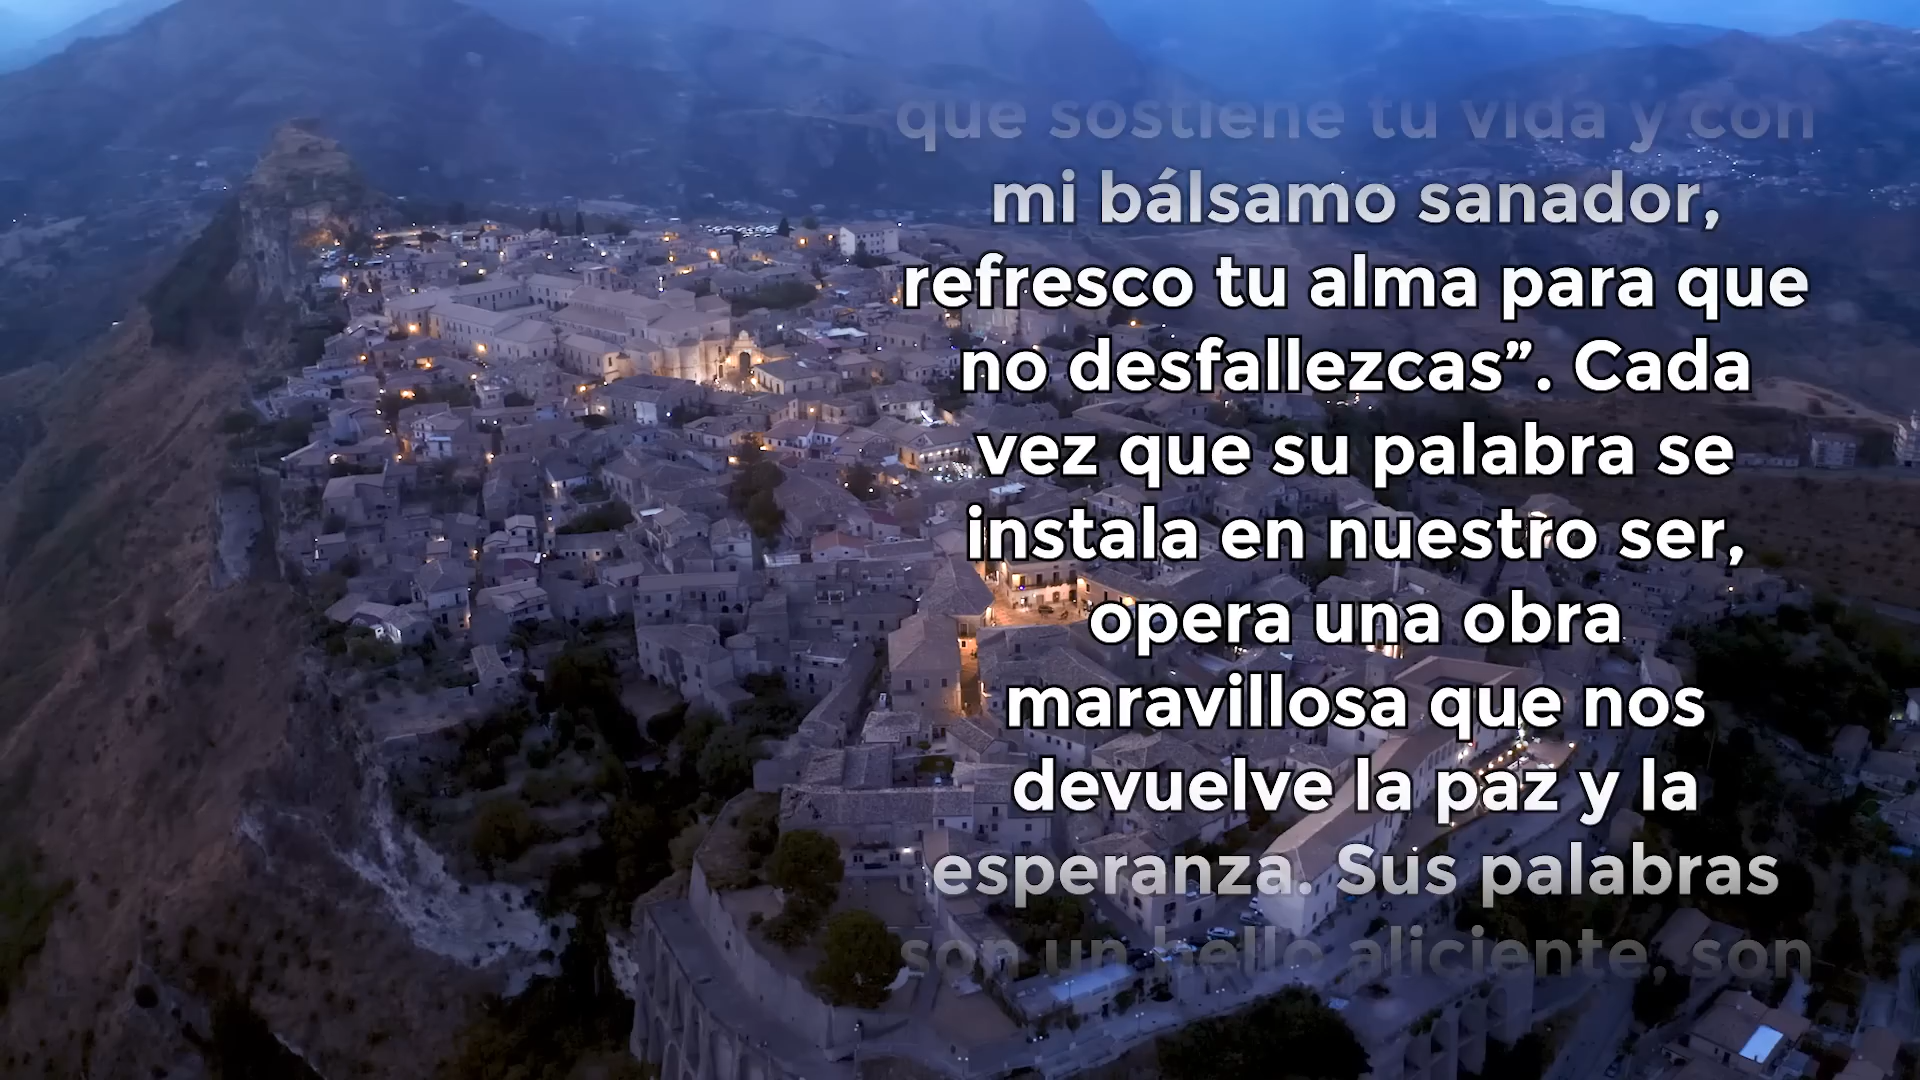 que sostiene tu vida y con
mi bálsamo sanador,
refresco tu alma para que
no desfallezcas”. Cada
vez que su palabra se
instala en nuestro ser,
opera una obra
maravillosa que nos
devuelve la paz y la
esperanza. Sus palabras
son un bello aliciente, son